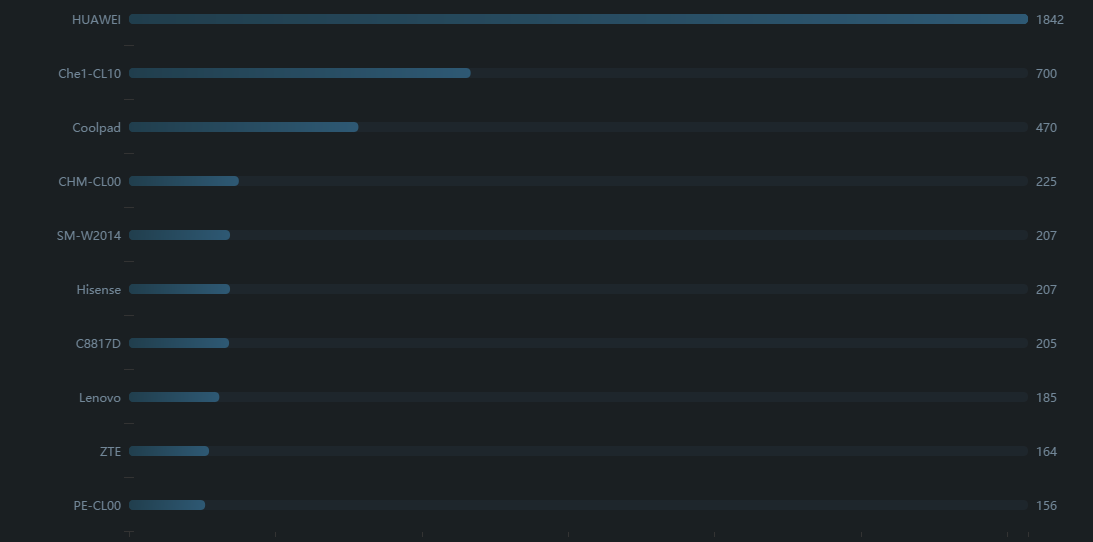 HUAWEI 1842
Che1-CL10 700
Coolpad 470
CHM-CL00 225
SM-W2014 207
Hisense 207
C8817D 205
Lenovo 185
ZTE 164
PE-CL00 156